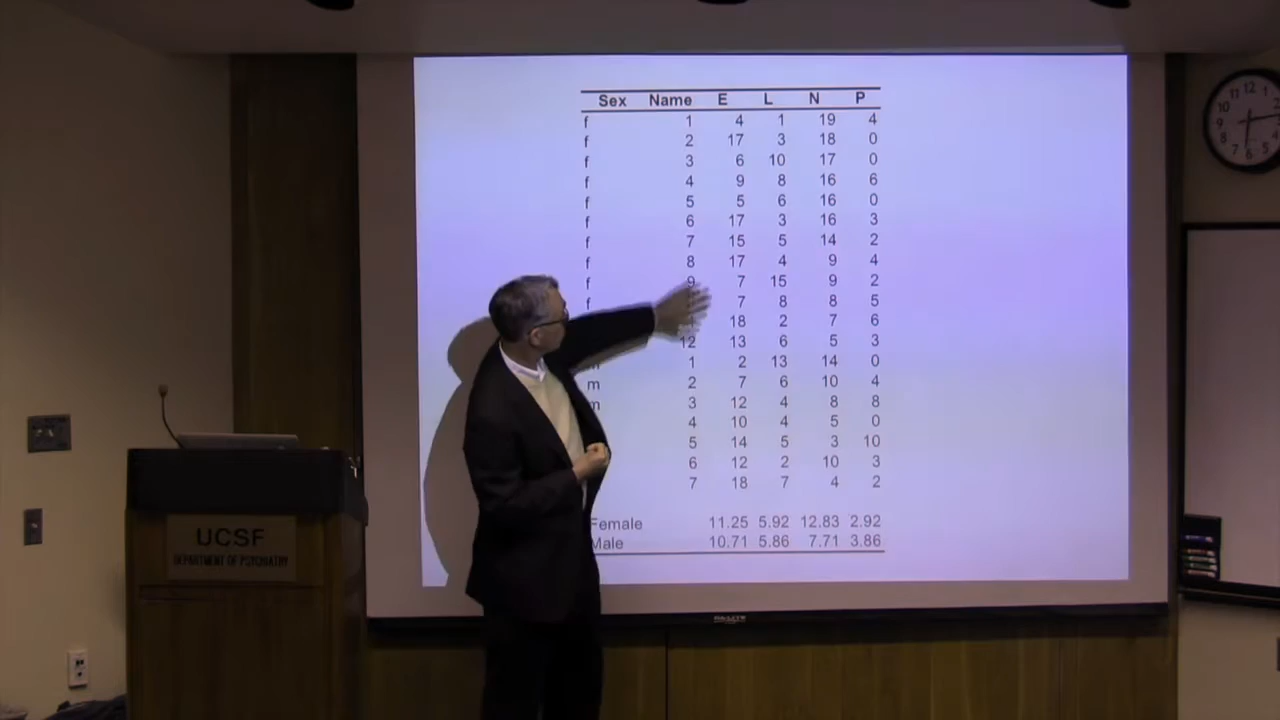 Sex Name E L N P
f 1 4 1 19 4
f 2 17 3 18 0
f 3 6 10 17 0
f 4 9 8 16 6
f 5 5 6 16 0
f 6 17 3 16 3
f 7 15 5 14 2
f 8 17 4 9 4
f 9 7 15 9 2
f 7 8 8 5
18 2 7 6
12 13 6 5 3
1 2 13 14 0
m 2 7 6 10 4
m 3 12 4 8 8
4 10 4 5 0
5 14 5 3 10
6 12 2 10 3
7 18 7 4 2
Female 11.25 5.92 12.83 2.92
Male 10.71 5.86 7.71 3.86
UCSF
DEPARTMENT OF PSYCHIATRY